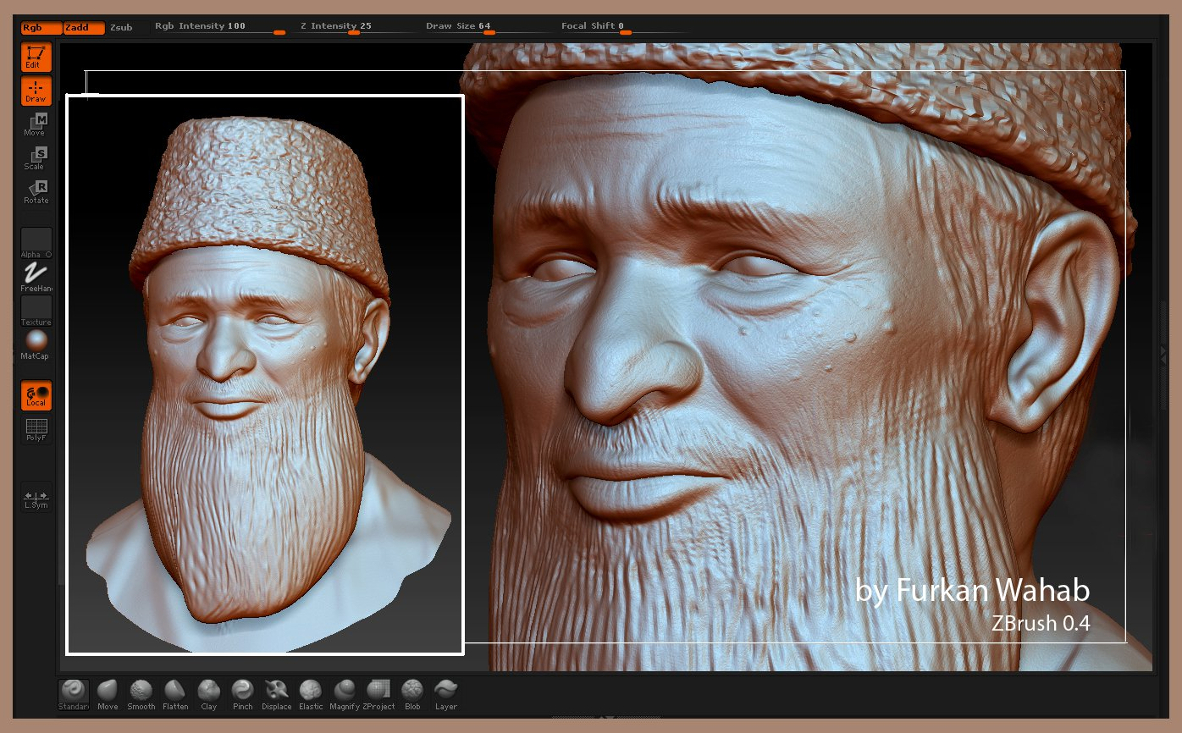 Rgb Zadd Zsub Rgb Intensity 100 Z Intensity 25 Draw Size 64 Focal Shift 0
Edit
Draw
M
Move
S
Scale
R
Rotate
Alpha
FreeHan
Texture
MatCap
Local
PolyF
L.Sym
by Furkan Wahab
ZBrush 0.4
Standar Move Smooth Flatten Clay Pinch Displace Elastic Magnify ZProject Blob Layer